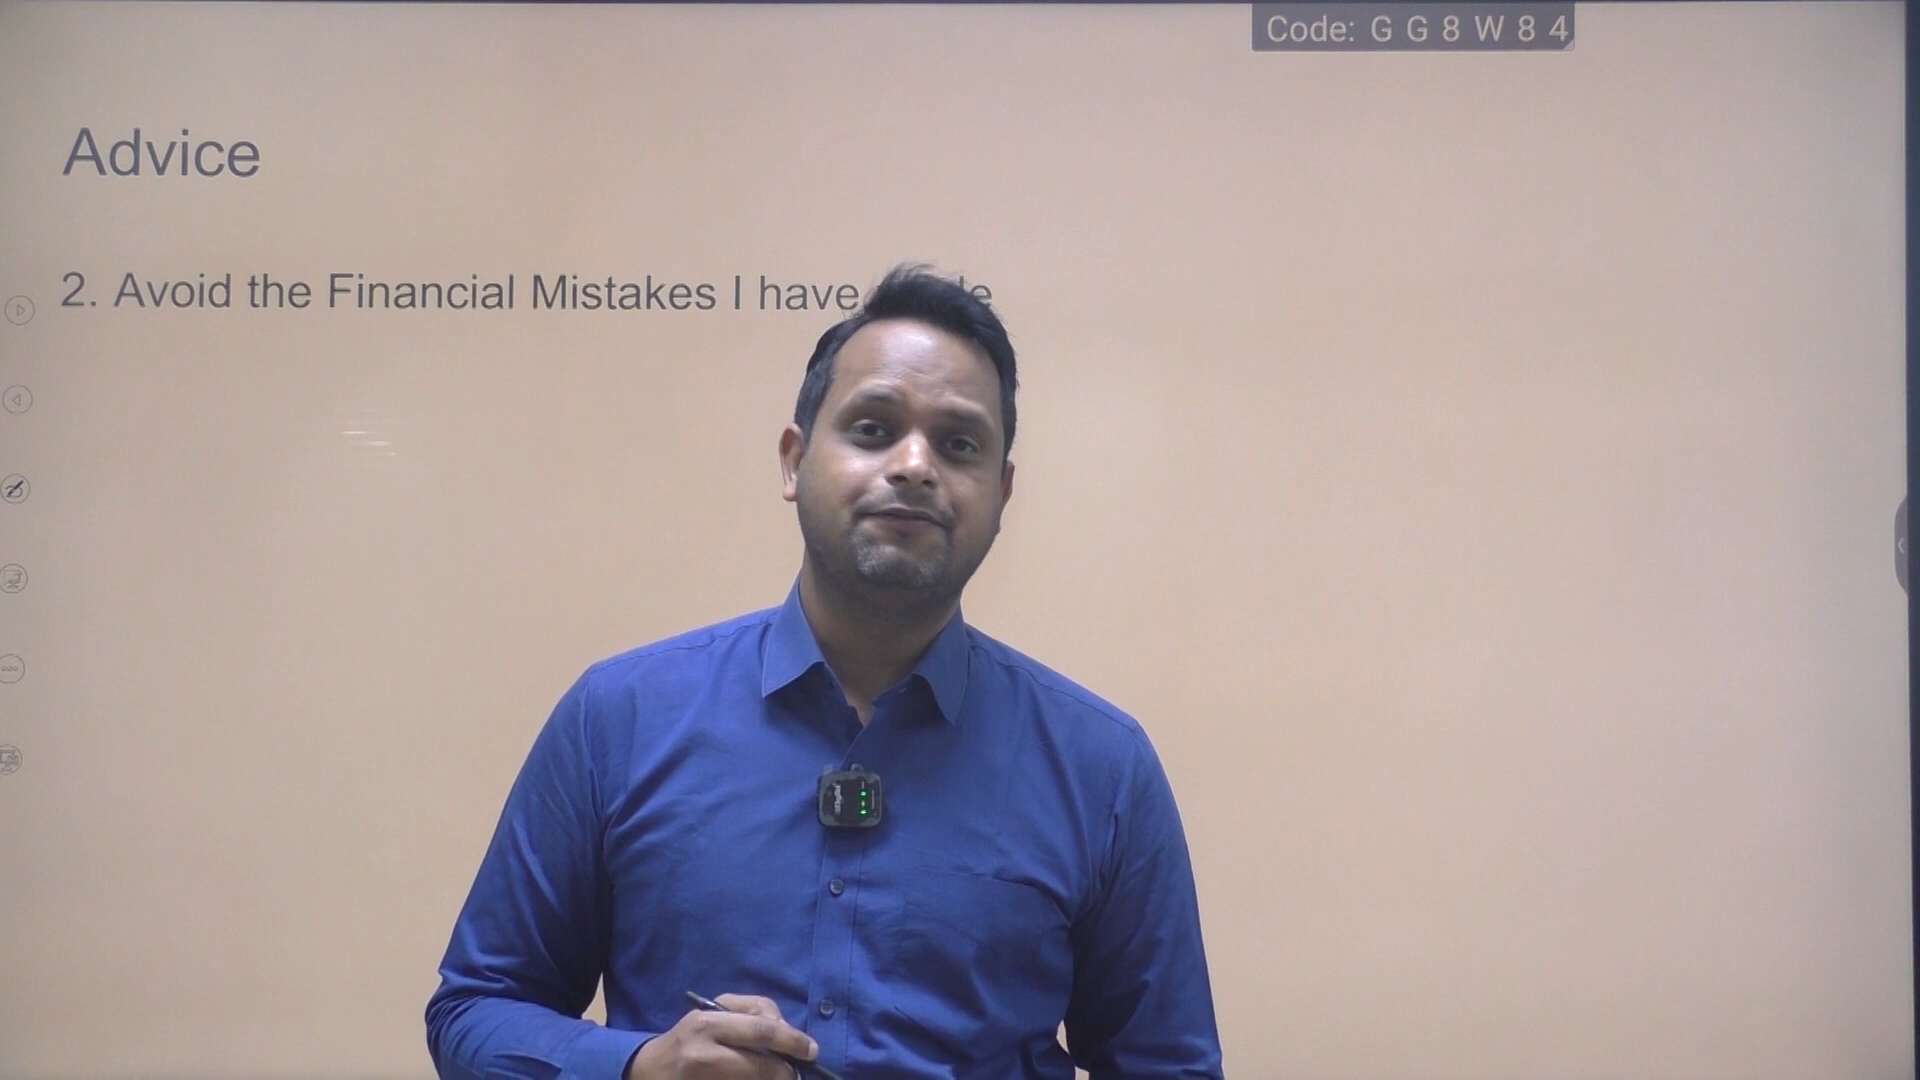 Code: G G 8 W 8 4
Advice
2. Avoid the Financial Mistakes I have